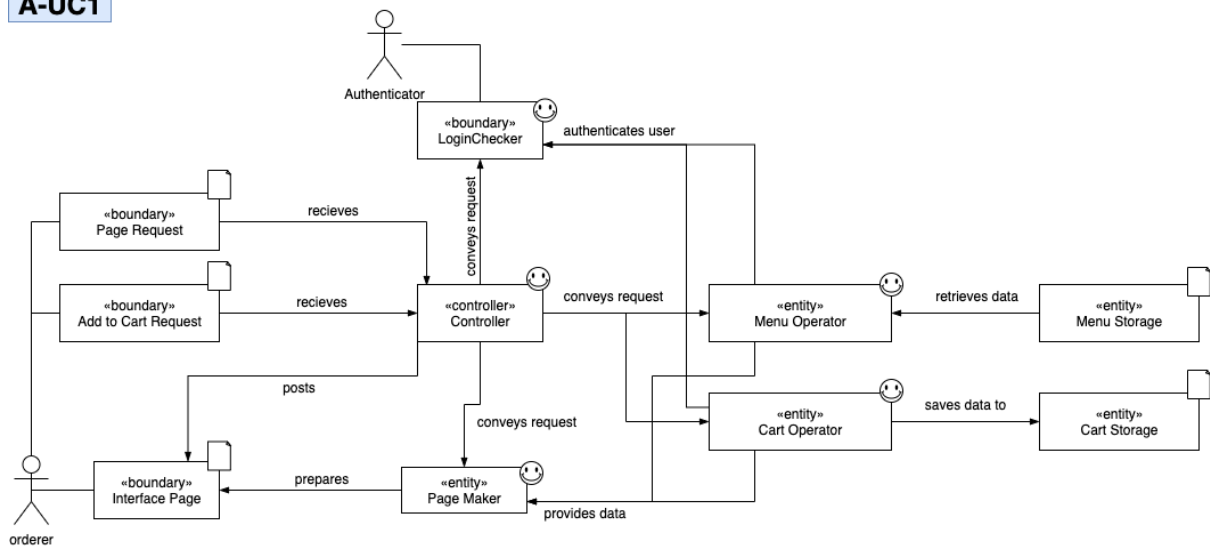 A-UC1
Authenticator
«boundary»
LoginChecker
authenticates user
conveys request
«boundary»
Page Request
recieves
«boundary»
Add to Cart Request
recieves
«controller»
Controller
conveys request
«entity»
Menu Operator
retrieves data
«entity»
Menu Storage
posts
conveys request
«entity»
Cart Operator
saves data to
«entity»
Cart Storage
«boundary»
Interface Page
prepares
«entity»
Page Maker
provides data
orderer